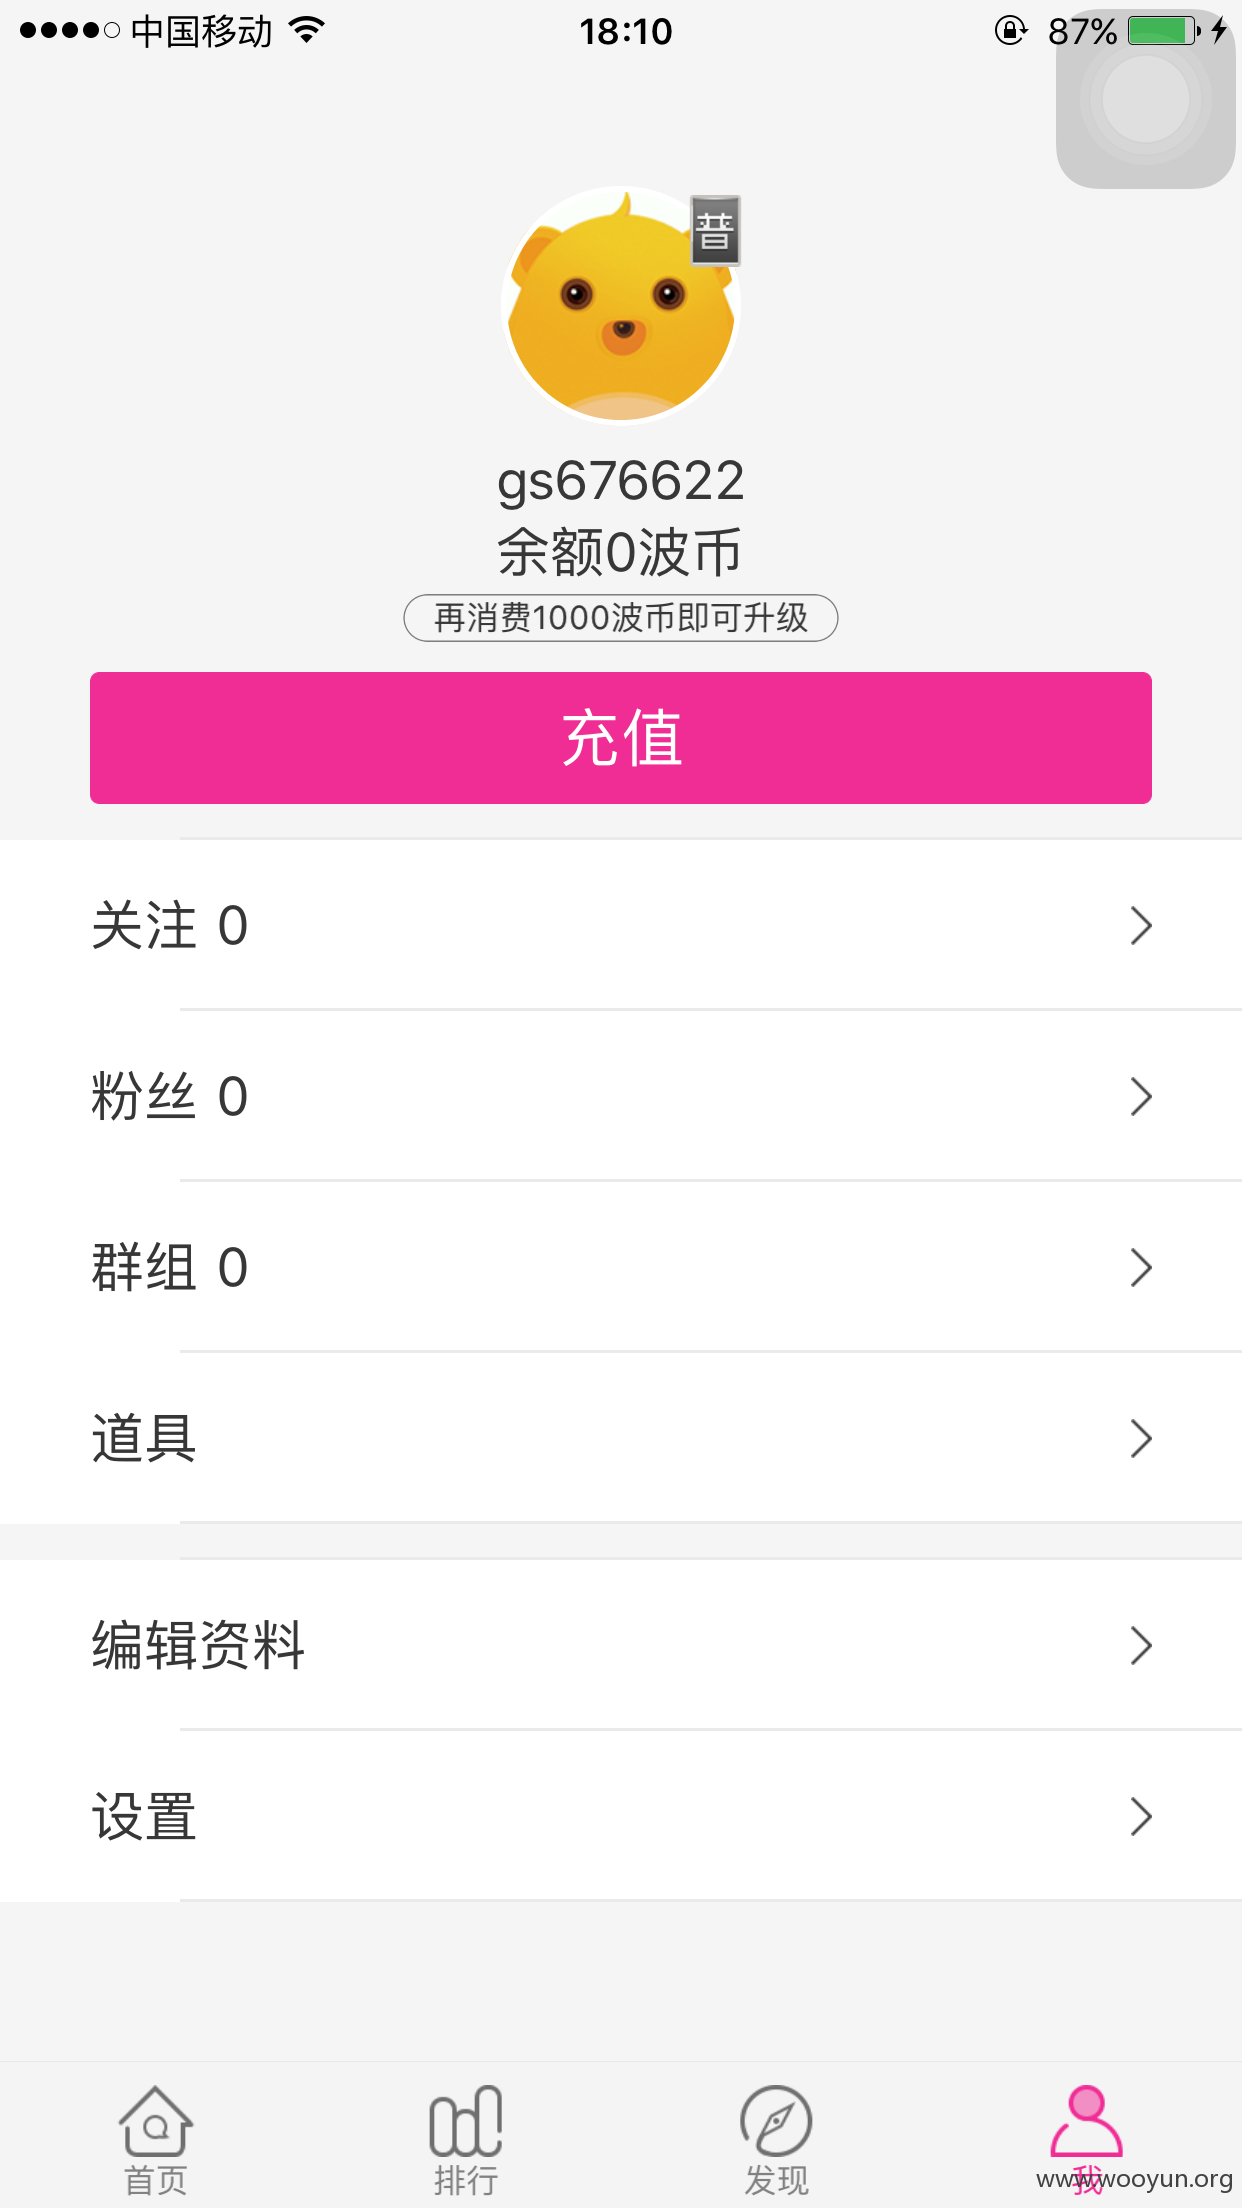 中国移动 18:10 87%
普
gs676622
余额0波币
再消费1000波币即可升级
充值
关注 0
粉丝 0
群组 0
道具
编辑资料
设置
首页 排行 发现 我
www.wooyun.org